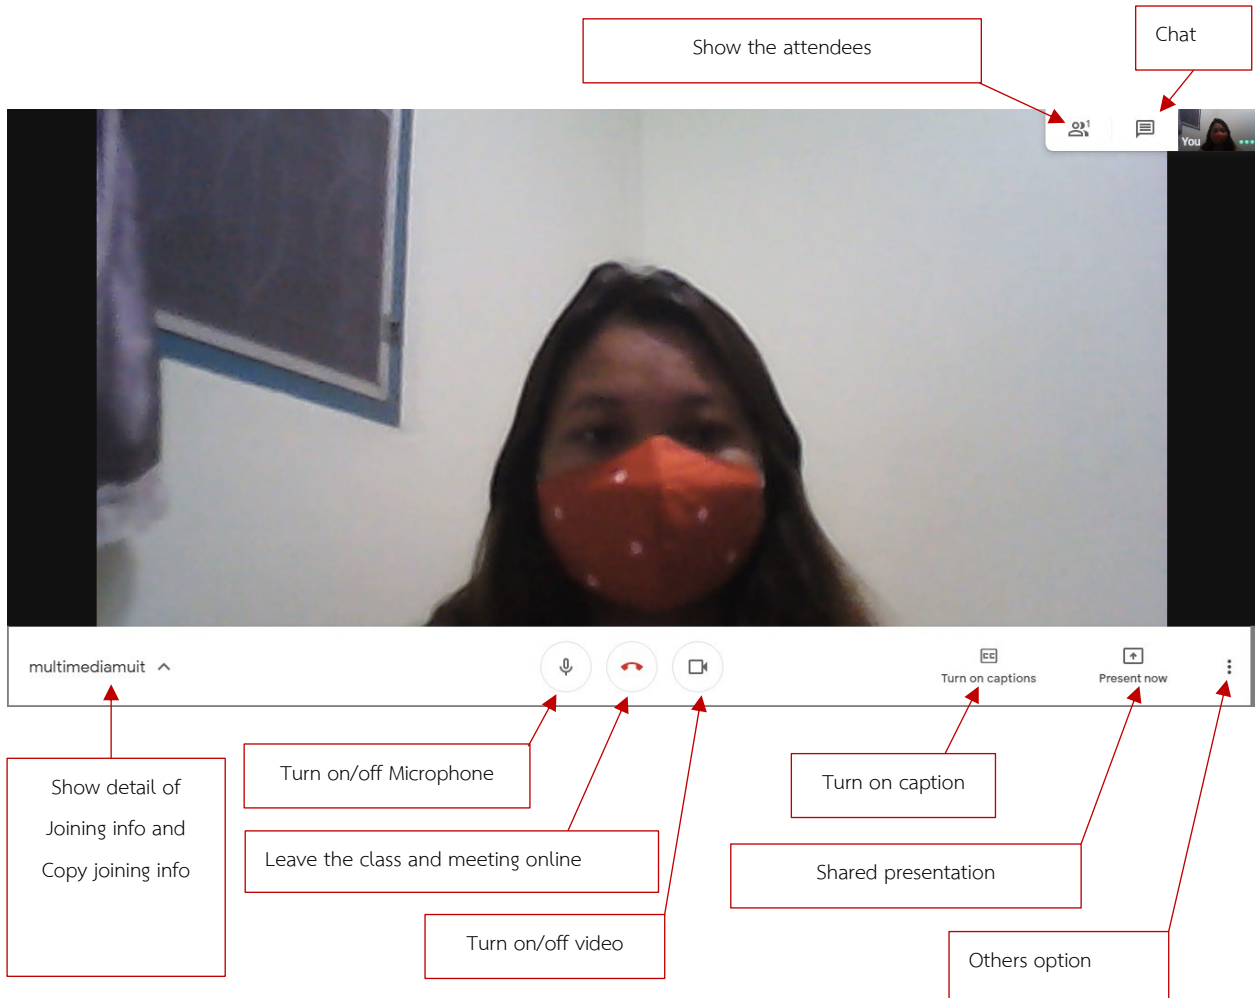 Show the attendees
Chat
1
You
multimediamuit
CC
Turn on captions
Present now
Show detail of
Joining info and
Copy joining info
Turn on/off Microphone
Turn on caption
Leave the class and meeting online
Shared presentation
Turn on/off video
Others option